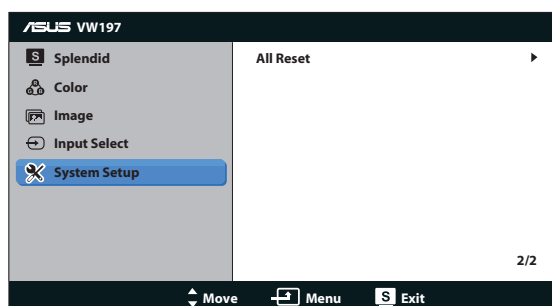 ASUS VW197
S Splendid
Color
Image
Input Select
System Setup
All Reset
2/2
Move Menu S Exit